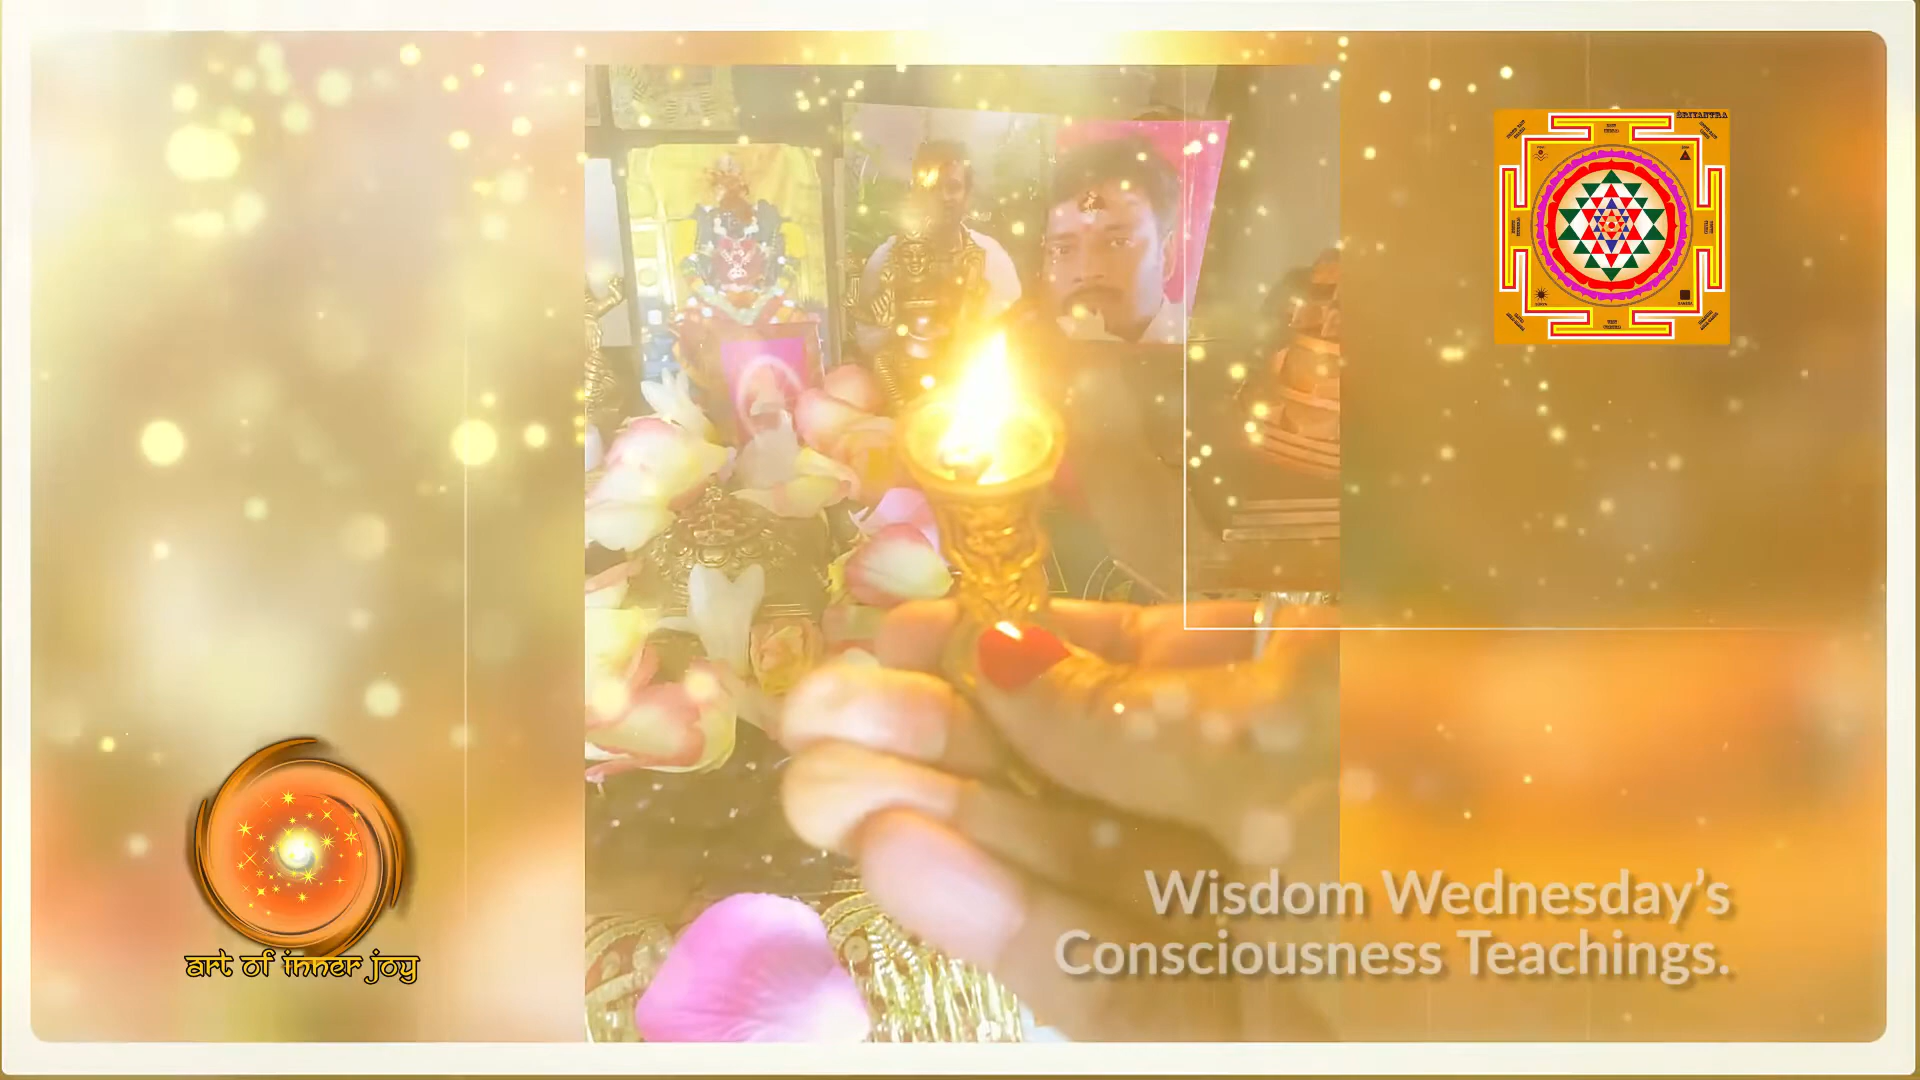 SRIYANTRA
Wisdom Wednesday’s
Consciousness Teachings.
art of inner joy